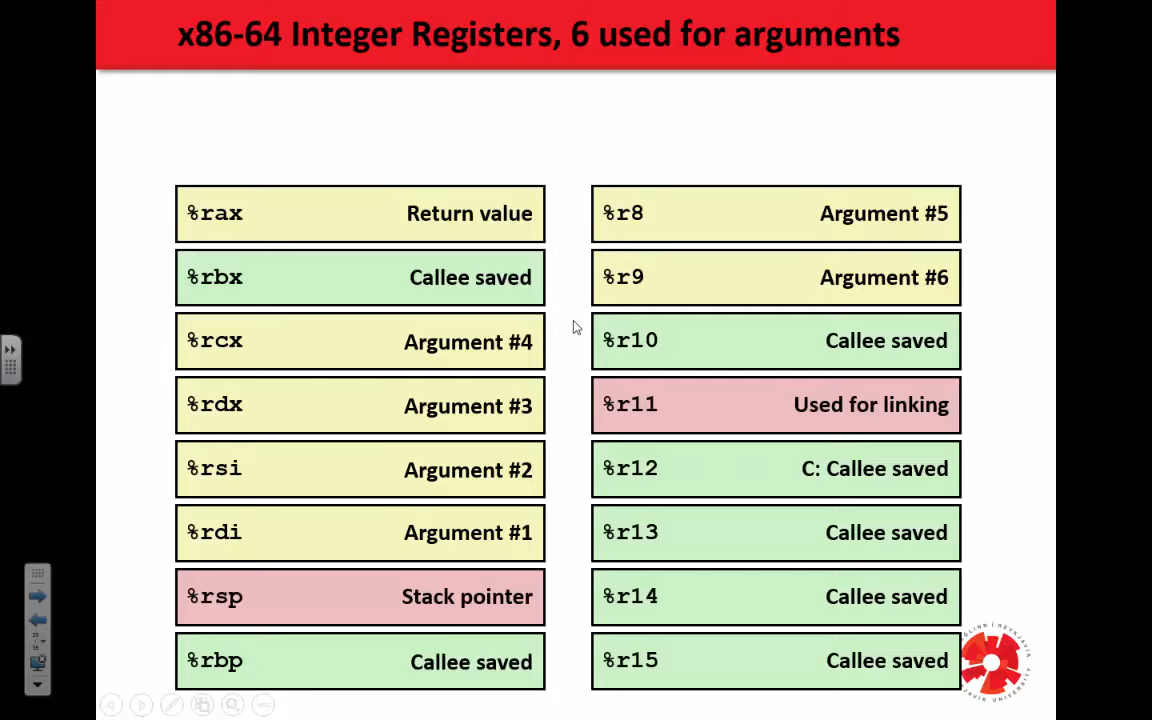 x86-64 Integer Registers, 6 used for arguments
%rax Return value
%rbx Callee saved
%rcx Argument #4
%rdx Argument #3
%rsi Argument #2
%rdi Argument #1
%rsp Stack pointer
%rbp Callee saved
%r8 Argument #5
%r9 Argument #6
%r10 Callee saved
%r11 Used for linking
%r12 C: Callee saved
%r13 Callee saved
%r14 Callee saved
%r15 Callee saved